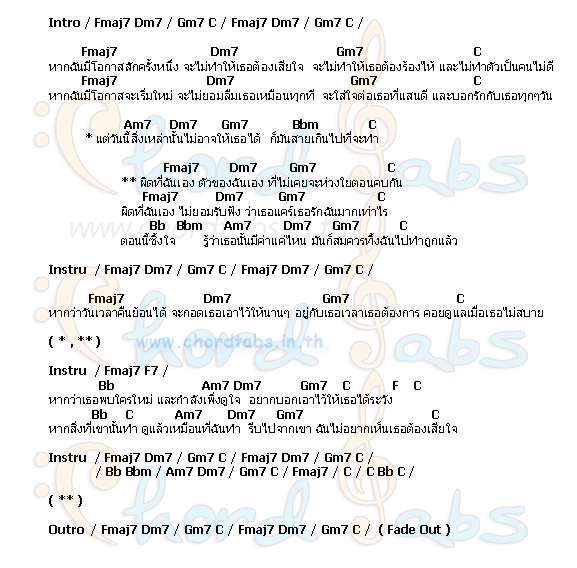 Intro / Fmaj7 Dm7 / Gm7 C / Fmaj7 Dm7 / Gm7 C /
Fmaj7 Dm7 Gm7 C
หากฉันมีโอกาสสักครั้งหนึ่ง จะไม่ทำให้เธอต้องเสียใจ จะไม่ทำให้เธอต้องร้องไห้ และไม่ทำตัวเป็นคนไม่ดี
Fmaj7 Dm7 Gm7 C
หากฉันมีโอกาสจะเริ่มใหม่ จะไม่ยอมลืมเธอเหมือนทุกที จะใส่ใจต่อเธอที่แสนดี และบอกรักกับเธอทุกๆวัน
Am7 Dm7 Gm7 Bbm C
* แต่วันนี้สิ่งเหล่านั้นไม่อาจให้เธอได้ ก็มันสายเกินไปที่จะทำ
Fmaj7 Dm7 Gm7 C
** ผิดที่ฉันเอง ตัวของฉันเอง ที่ไม่เคยจะห่วงใยตอนคบกัน
Fmaj7 Dm7 Gm7 C
ผิดที่ฉันเอง ไม่ยอมรับฟัง ว่าเธอแคร์เธอรักฉันมากเท่าไร
Bb Bbm Am7 Dm7 Gm7 C
ตอนนี้ซึ้งใจ รู้ว่าเธอนั้นมีค่าแค่ไหน มันก็สมควรทิ้งฉันไปทำถูกแล้ว
Instru / Fmaj7 Dm7 / Gm7 C / Fmaj7 Dm7 / Gm7 C /
Fmaj7 Dm7 Gm7 C
หากว่าวันเวลาคืนย้อนได้ จะกอดเธอเอาไว้ให้นานๆ อยู่กับเธอเวลาเธอต้องการ คอยดูแลเมื่อเธอไม่สบาย
( * , ** )
www.chordtabs.in.th
Instru / Fmaj7 F7 /
Bb Am7 Dm7 Gm7 C F C
หากว่าเธอพบใครใหม่ และกำลังเพิ่งดูใจ อยากบอกเอาไว้ให้เธอได้ระวัง
Bb C Am7 Dm7 Gm7 C
หากสิ่งที่เขานั้นทำ ดูแล้วเหมือนที่ฉันทำ รีบไปจากเขา ฉันไม่อยากเห็นเธอต้องเสียใจ
Instru / Fmaj7 Dm7 / Gm7 C / Fmaj7 Dm7 / Gm7 C /
/ Bb Bbm / Am7 Dm7 / Gm7 C / Fmaj7 / C / C Bb C /
( ** )
Outro / Fmaj7 Dm7 / Gm7 C / Fmaj7 Dm7 / Gm7 C / ( Fade Out )